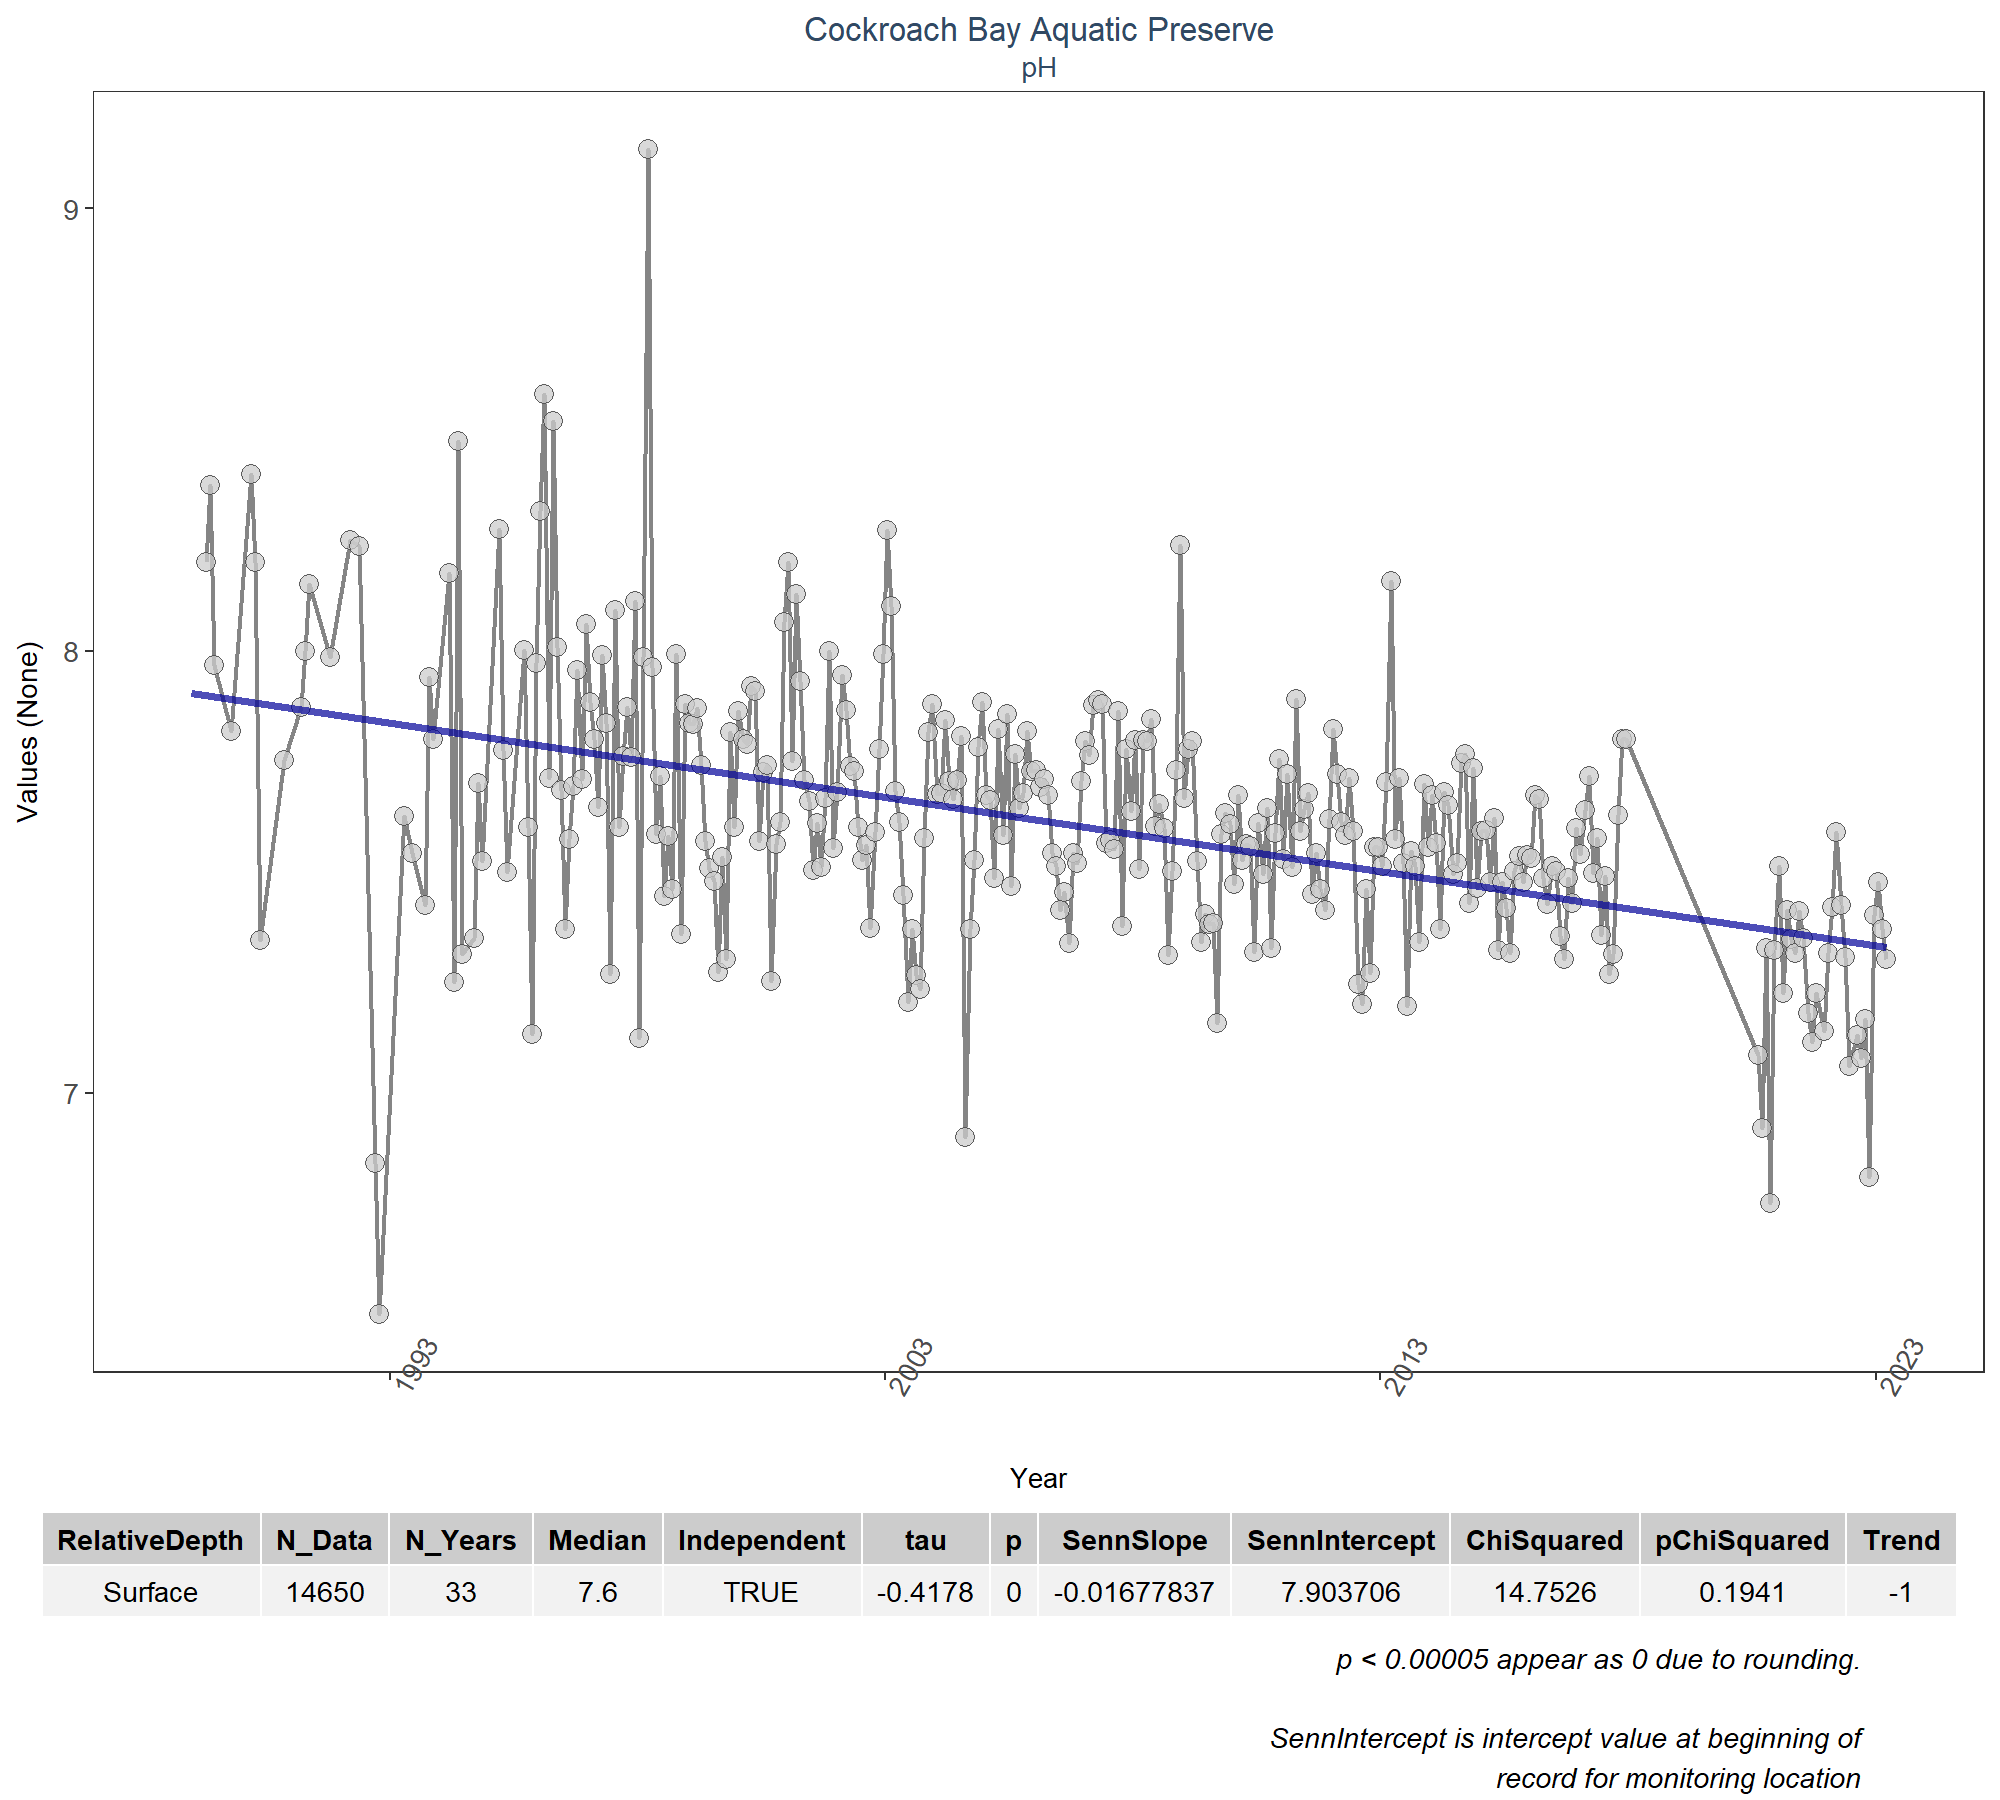 Cockroach Bay Aquatic Preserve
pH
Values (None)
9
8
7
1993
2003
2013
2023
Year
RelativeDepth N_Data N_Years Median Independent tau p SennSlope SennIntercept ChiSquared pChiSquared Trend
Surface 14650 33 7.6 TRUE -0.4178 0 -0.01677837 7.903706 14.7526 0.1941 -1
p < 0.00005 appear as 0 due to rounding.
SennIntercept is intercept value at beginning of
record for monitoring location